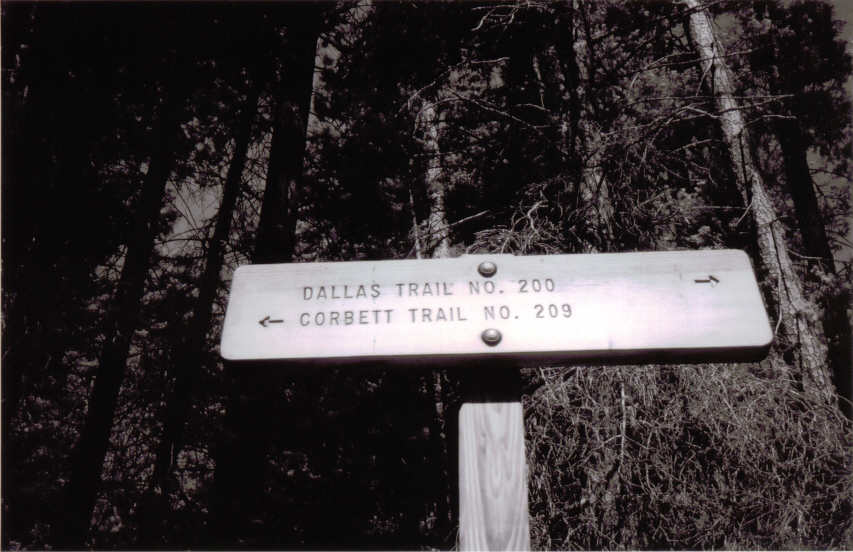 DALLAS TRAIL NO. 200 →
← CORBETT TRAIL NO. 209